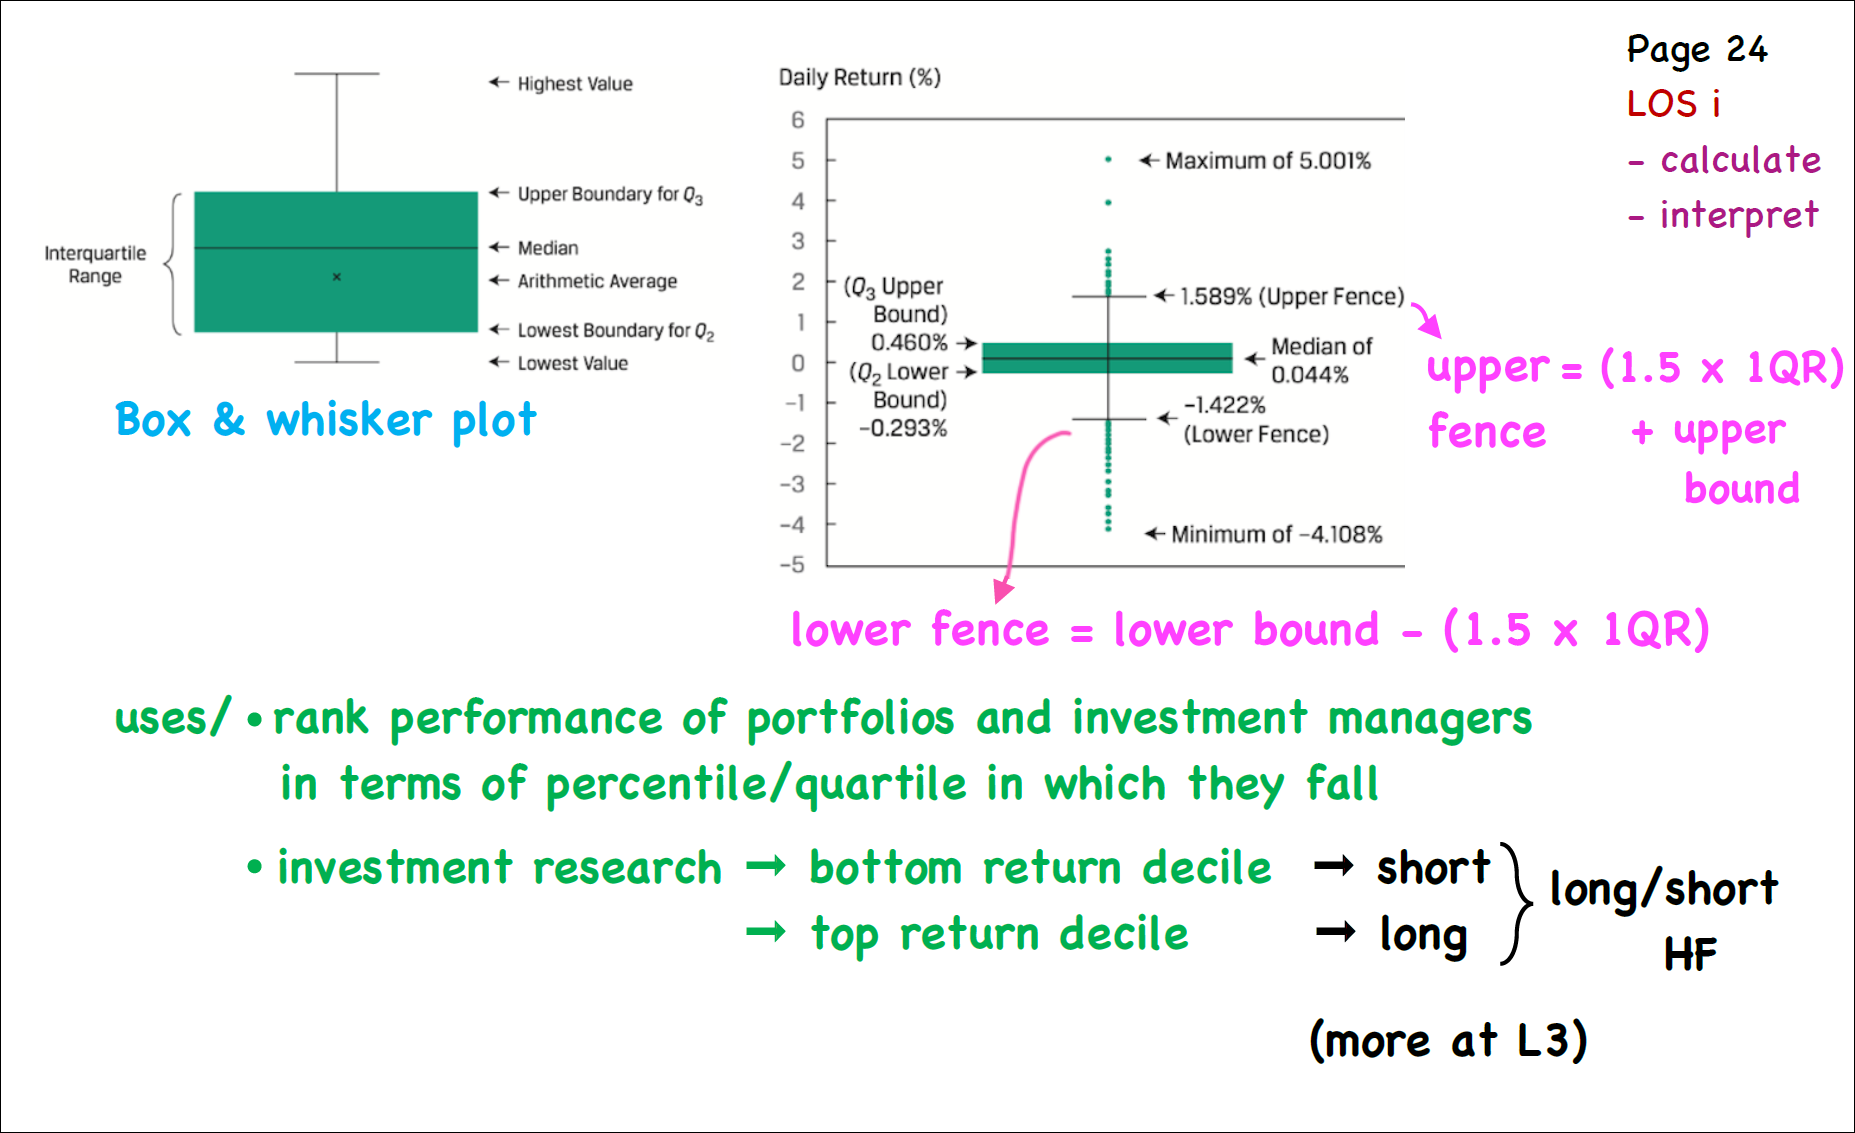 Page 24
LOS i
- calculate
- interpret
← Highest Value
← Upper Boundary for Q3
← Median
← Arithmetic Average
← Lowest Boundary for Q2
← Lowest Value
Interquartile
Range
×
Box & whisker plot
Daily Return (%)
6
5
4
3
2
1
0
-1
-2
-3
-4
-5
← Maximum of 5.001%
← 1.589% (Upper Fence)
(Q3 Upper
Bound)
0.460% →
(Q2 Lower →
Bound)
-0.293%
← Median of
0.044%
← -1.422%
(Lower Fence)
← Minimum of -4.108%
upper = (1.5 x 1QR)
fence + upper
bound
lower fence = lower bound - (1.5 x 1QR)
uses/ • rank performance of portfolios and investment managers
in terms of percentile/quartile in which they fall
• investment research → bottom return decile → short
→ top return decile → long
long/short
HF
(more at L3)